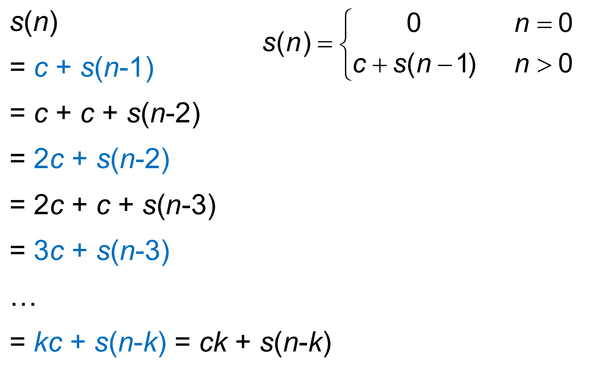 s(n)
= c + s(n-1)
= c + c + s(n-2)
= 2c + s(n-2)
= 2c + c + s(n-3)
= 3c + s(n-3)
...
= kc + s(n-k) = ck + s(n-k)
s(n) = { 0 n = 0
c + s(n − 1) n > 0